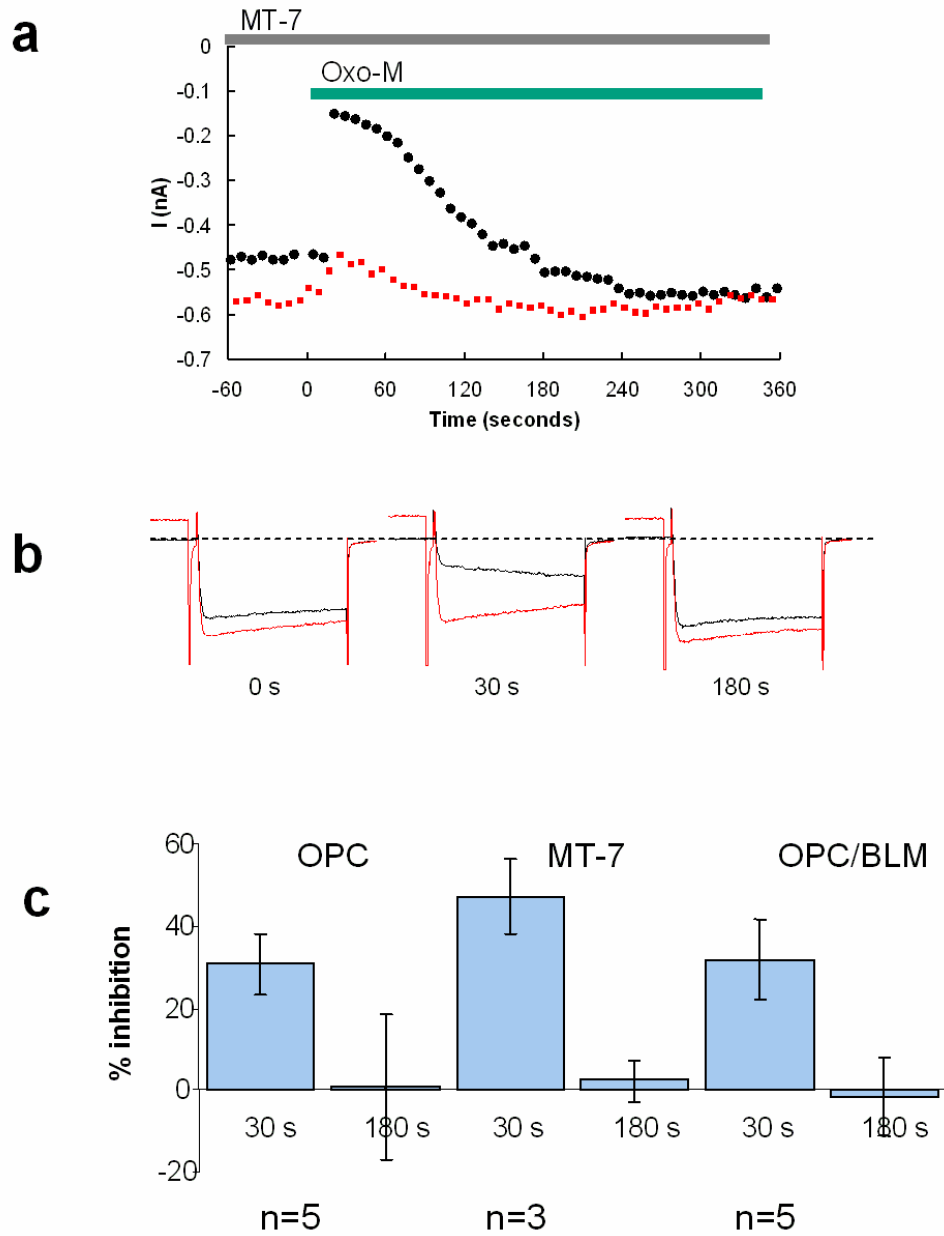 a
MT-7
Oxo-M
0
-0.1
-0.2
-0.3
-0.4
-0.5
-0.6
-0.7
I (nA)
-60 0 60 120 180 240 300 360
Time (seconds)
b
0 s 30 s 180 s
c
% inhibition
60
40
20
0
-20
OPC MT-7 OPC/BLM
30 s 180 s 30 s 180 s 30 s 180 s
n=5 n=3 n=5